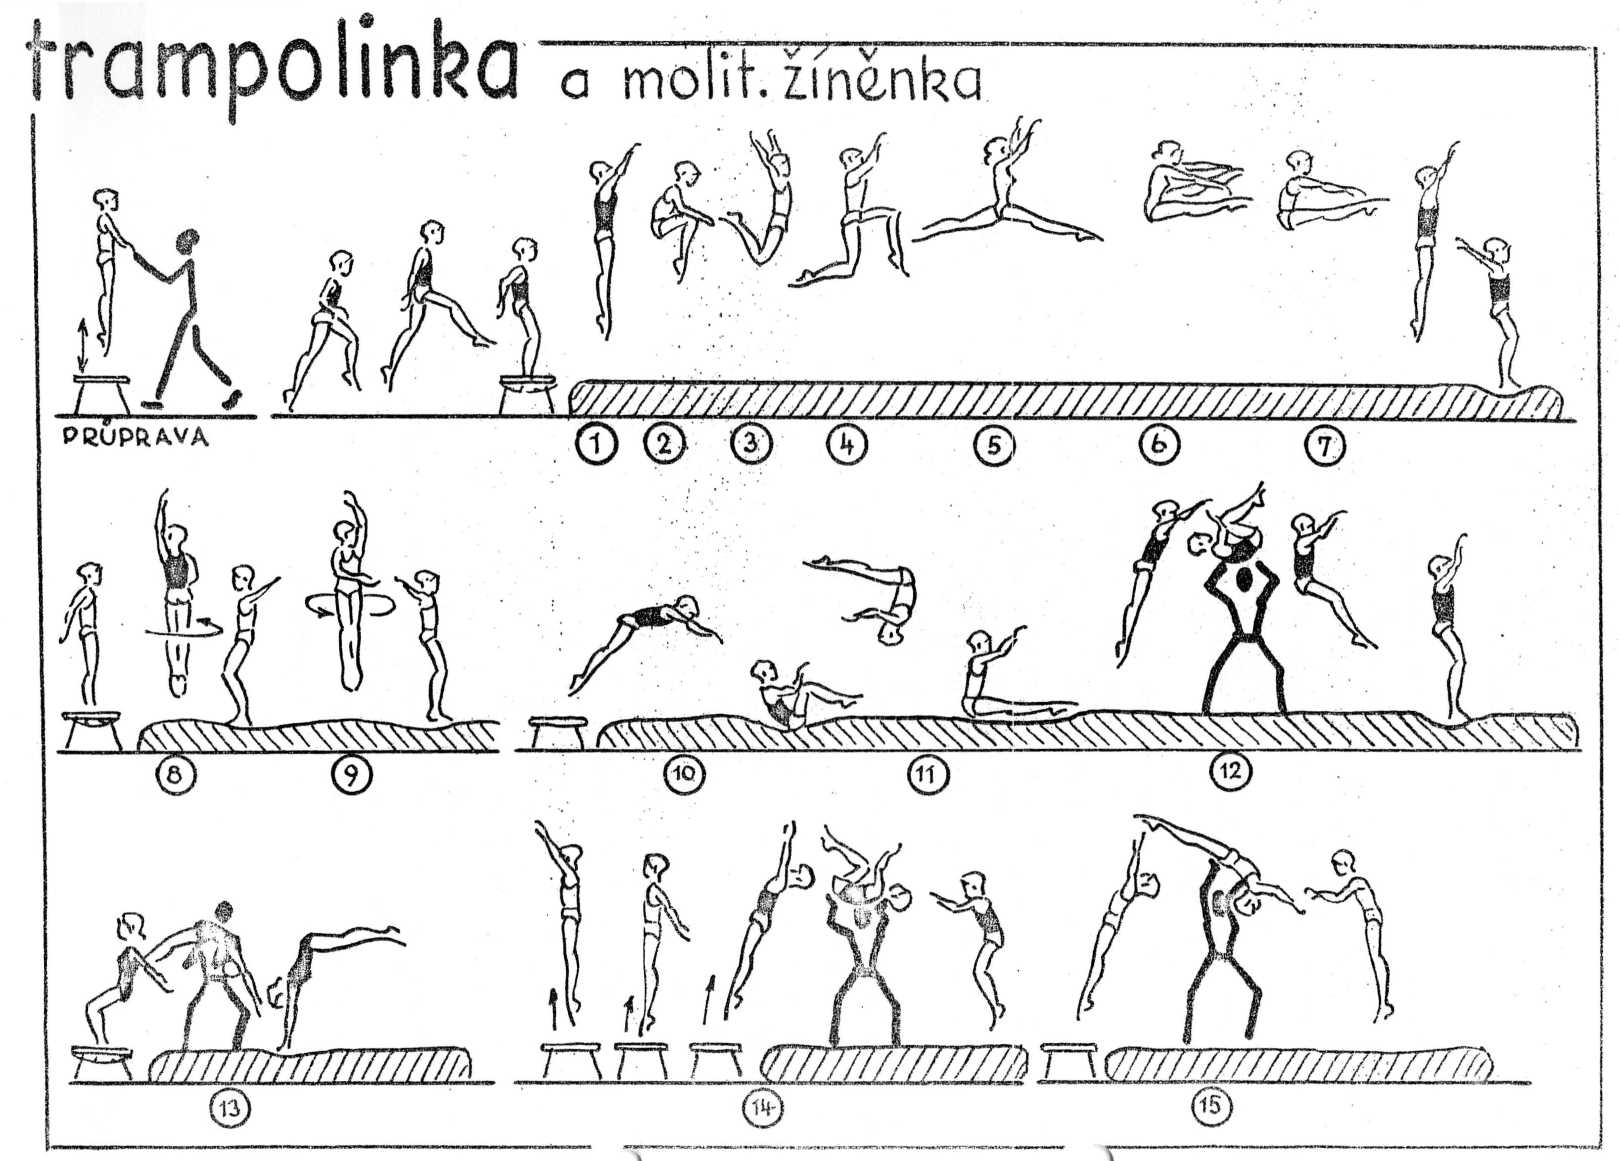 trampolinka
a molit. žíněnka
PRŮPRAVA
1 2 3 4 5 6 7
8 9 10 11 12
13 14 15